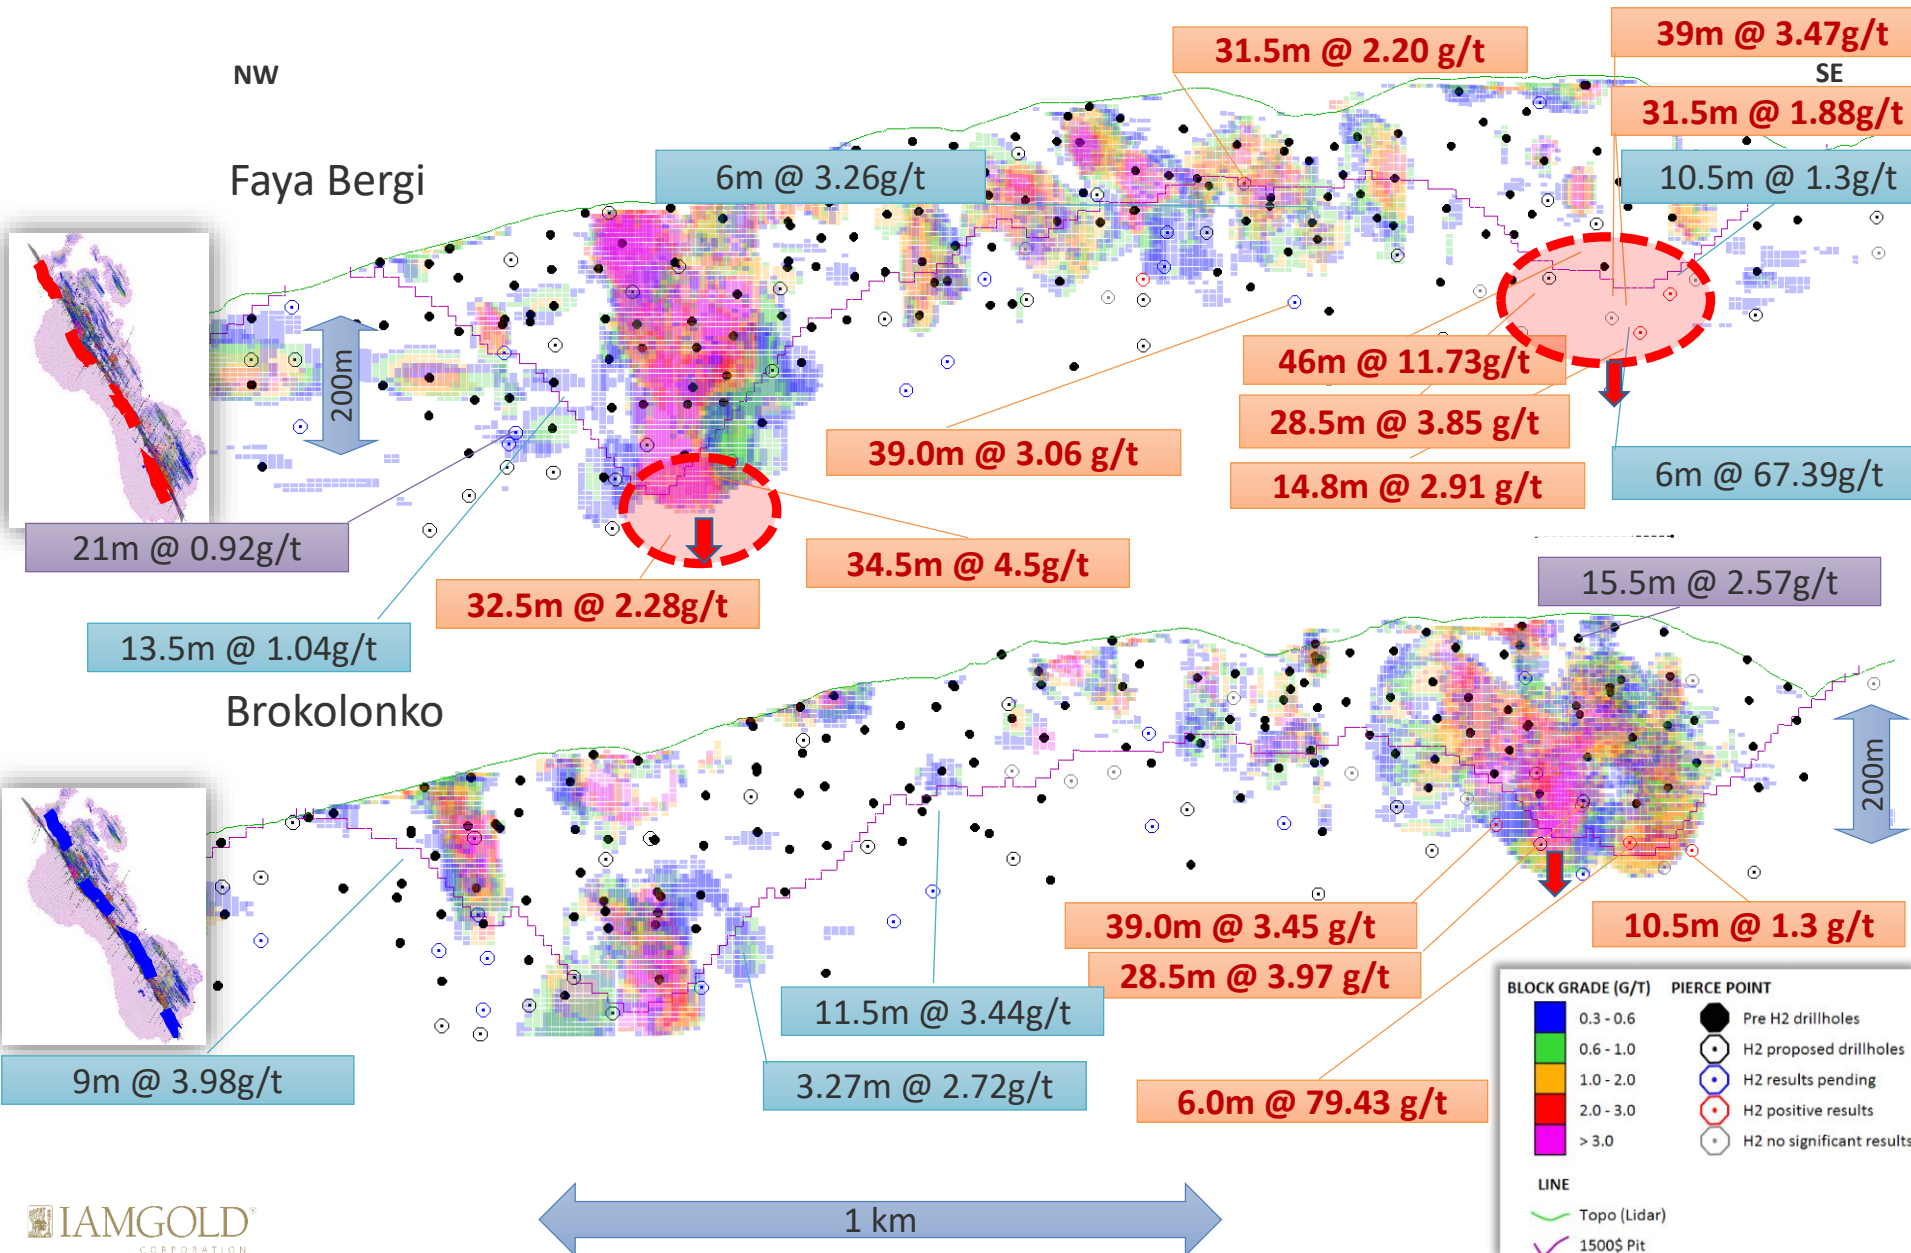 NW
SE
Faya Bergi
31.5m @ 2.20 g/t
39m @ 3.47g/t
31.5m @ 1.88g/t
10.5m @ 1.3g/t
6m @ 3.26g/t
200m
46m @ 11.73g/t
28.5m @ 3.85 g/t
14.8m @ 2.91 g/t
6m @ 67.39g/t
39.0m @ 3.06 g/t
21m @ 0.92g/t
34.5m @ 4.5g/t
32.5m @ 2.28g/t
13.5m @ 1.04g/t
15.5m @ 2.57g/t
Brokolonko
200m
39.0m @ 3.45 g/t
28.5m @ 3.97 g/t
10.5m @ 1.3 g/t
11.5m @ 3.44g/t
9m @ 3.98g/t
3.27m @ 2.72g/t
6.0m @ 79.43 g/t
BLOCK GRADE (G/T)
0.3 - 0.6
0.6 - 1.0
1.0 - 2.0
2.0 - 3.0
> 3.0
PIERCE POINT
Pre H2 drillholes
H2 proposed drillholes
H2 results pending
H2 positive results
H2 no significant results
LINE
Topo (Lidar)
1500$ Pit
1 km
IAMGOLD®
CORPORATION